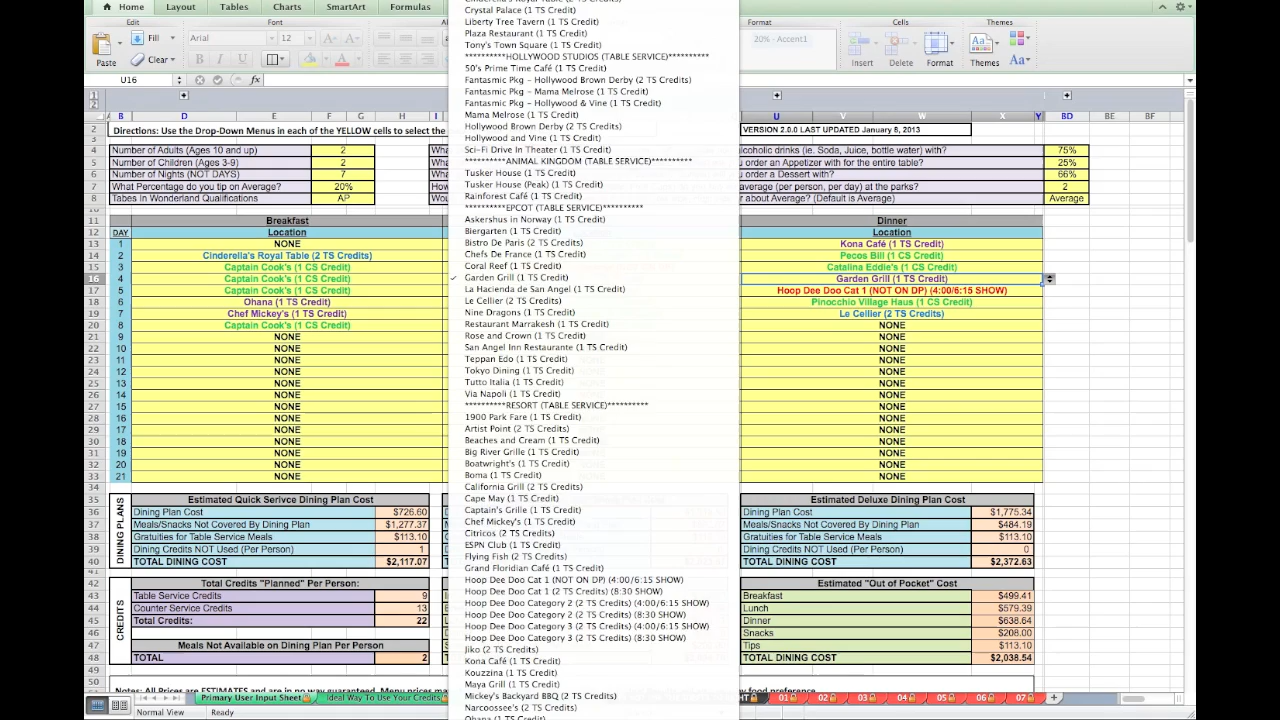 Home Layout Tables Charts SmartArt Formulas
Edit Font Format Cells Themes
Paste Fill Clear Arial 12 B I U 20% - Accent1 Insert Delete Format Themes Aa
U16 fx
B D E F G H I U V W X Y BD BE BF
Directions: Use the Drop-Down Menus in each of the YELLOW cells to select the
VERSION 2.0.0 LAST UPDATED January 8, 2013
Number of Adults (Ages 10 and up) 2 alcoholic drinks (ie. Soda, Juice, bottle water) with? 75%
Number of Children (Ages 3-9) 2 order an Appetizer with for the entire table? 25%
Number of Nights (NOT DAYS) 7 order a Dessert with? 66%
What Percentage do you tip on Average? 20% average (per person, per day) at the parks? 2
Tabes in Wonderland Qualifications AP about Average? (Default is Average) Average
Breakfast Dinner
DAY Location Location
1 NONE Kona Café (1 TS Credit)
2 Cinderella's Royal Table (2 TS Credits) Pecos Bill (1 CS Credit)
3 Captain Cook's (1 CS Credit) Catalina Eddie's (1 CS Credit)
4 Captain Cook's (1 CS Credit) Garden Grill (1 TS Credit)
5 Captain Cook's (1 CS Credit) Hoop Dee Doo Cat 1 (NOT ON DP) (4:00/6:15 SHOW)
6 Ohana (1 TS Credit) Pinocchio Village Haus (1 CS Credit)
7 Chef Mickey's (1 TS Credit) Le Cellier (2 TS Credits)
8 Captain Cook's (1 CS Credit) NONE
9 NONE NONE
10 NONE NONE
11 NONE NONE
12 NONE NONE
13 NONE NONE
14 NONE NONE
15 NONE NONE
16 NONE NONE
17 NONE NONE
18 NONE NONE
19 NONE NONE
20 NONE NONE
21 NONE NONE
Crystal Palace (1 TS Credit)
Liberty Tree Tavern (1 TS Credit)
Plaza Restaurant (1 TS Credit)
Tony's Town Square (1 TS Credit)
**********HOLLYWOOD STUDIOS (TABLE SERVICE)**********
50's Prime Time Café (1 TS Credit)
Fantasmic Pkg - Hollywood Brown Derby (2 TS Credits)
Fantasmic Pkg - Mama Melrose (1 TS Credit)
Fantasmic Pkg - Hollywood & Vine (1 TS Credit)
Mama Melrose (1 TS Credit)
Hollywood Brown Derby (2 TS Credits)
Hollywood and Vine (1 TS Credit)
Sci-Fi Drive In Theater (1 TS Credit)
**********ANIMAL KINGDOM (TABLE SERVICE)**********
Tusker House (1 TS Credit)
Tusker House (Peak) (1 TS Credit)
Rainforest Café (1 TS Credit)
**********EPCOT (TABLE SERVICE)**********
Askershus in Norway (1 TS Credit)
Biergarten (1 TS Credit)
Bistro De Paris (2 TS Credits)
Chefs De France (1 TS Credit)
Coral Reef (1 TS Credit)
Garden Grill (1 TS Credit)
La Hacienda de San Angel (1 TS Credit)
Le Cellier (2 TS Credits)
Nine Dragons (1 TS Credit)
Restaurant Marrakesh (1 TS Credit)
Rose and Crown (1 TS Credit)
San Angel Inn Restaurante (1 TS Credit)
Teppan Edo (1 TS Credit)
Tokyo Dining (1 TS Credit)
Tutto Italia (1 TS Credit)
Via Napoli (1 TS Credit)
**********RESORT (TABLE SERVICE)**********
1900 Park Fare (1 TS Credit)
Artist Point (2 TS Credits)
Beaches and Cream (1 TS Credit)
Big River Grille (1 TS Credit)
Boatwright's (1 TS Credit)
Boma (1 TS Credit)
California Grill (2 TS Credits)
Cape May (1 TS Credit)
Captain's Grille (1 TS Credit)
Chef Mickey's (1 TS Credit)
Citricos (2 TS Credits)
ESPN Club (1 TS Credit)
Flying Fish (2 TS Credits)
Grand Floridian Café (1 TS Credit)
Hoop Dee Doo Cat 1 (NOT ON DP) (4:00/6:15 SHOW)
Hoop Dee Doo Cat 1 (2 TS Credits) (8:30 SHOW)
Hoop Dee Doo Category 2 (2 TS Credits) (4:00/6:15 SHOW)
Hoop Dee Doo Category 2 (2 TS Credits) (8:30 SHOW)
Hoop Dee Doo Category 3 (2 TS Credits) (4:00/6:15 SHOW)
Hoop Dee Doo Category 3 (2 TS Credits) (8:30 SHOW)
Jiko (2 TS Credits)
Kona Café (1 TS Credit)
Kouzzina (1 TS Credit)
Maya Grill (1 TS Credit)
Mickey's Backyard BBQ (2 TS Credits)
Narcoossee's (2 TS Credits)
Ohana (1 TS Credit)
DINING PLANS
Estimated Quick Serivce Dining Plan Cost
Dining Plan Cost $726.60
Meals/Snacks Not Covered By Dining Plan $1,277.37
Gratuities for Table Service Meals $113.10
Dining Credits NOT Used (Per Person) 1
TOTAL DINING COST $2,117.07
Estimated Deluxe Dining Plan Cost
Dining Plan Cost $1,775.34
Meals/Snacks Not Covered By Dining Plan $484.19
Gratuities for Table Service Meals $113.10
Dining Credits NOT Used (Per Person) 0
TOTAL DINING COST $2,372.63
CREDITS
Total Credits "Planned" Per Person:
Table Service Credits 9
Counter Service Credits 13
Total Credits: 22
Meals Not Available on Dining Plan Per Person
TOTAL 2
Estimated "Out of Pocket" Cost
Breakfast $499.41
Lunch $579.39
Dinner $638.64
Snacks $208.00
Tips $113.10
TOTAL DINING COST $2,038.54
Primary User Input Sheet Ideal Way To Use Your Credits 01 02 03 04 05 06 07
Normal View Ready